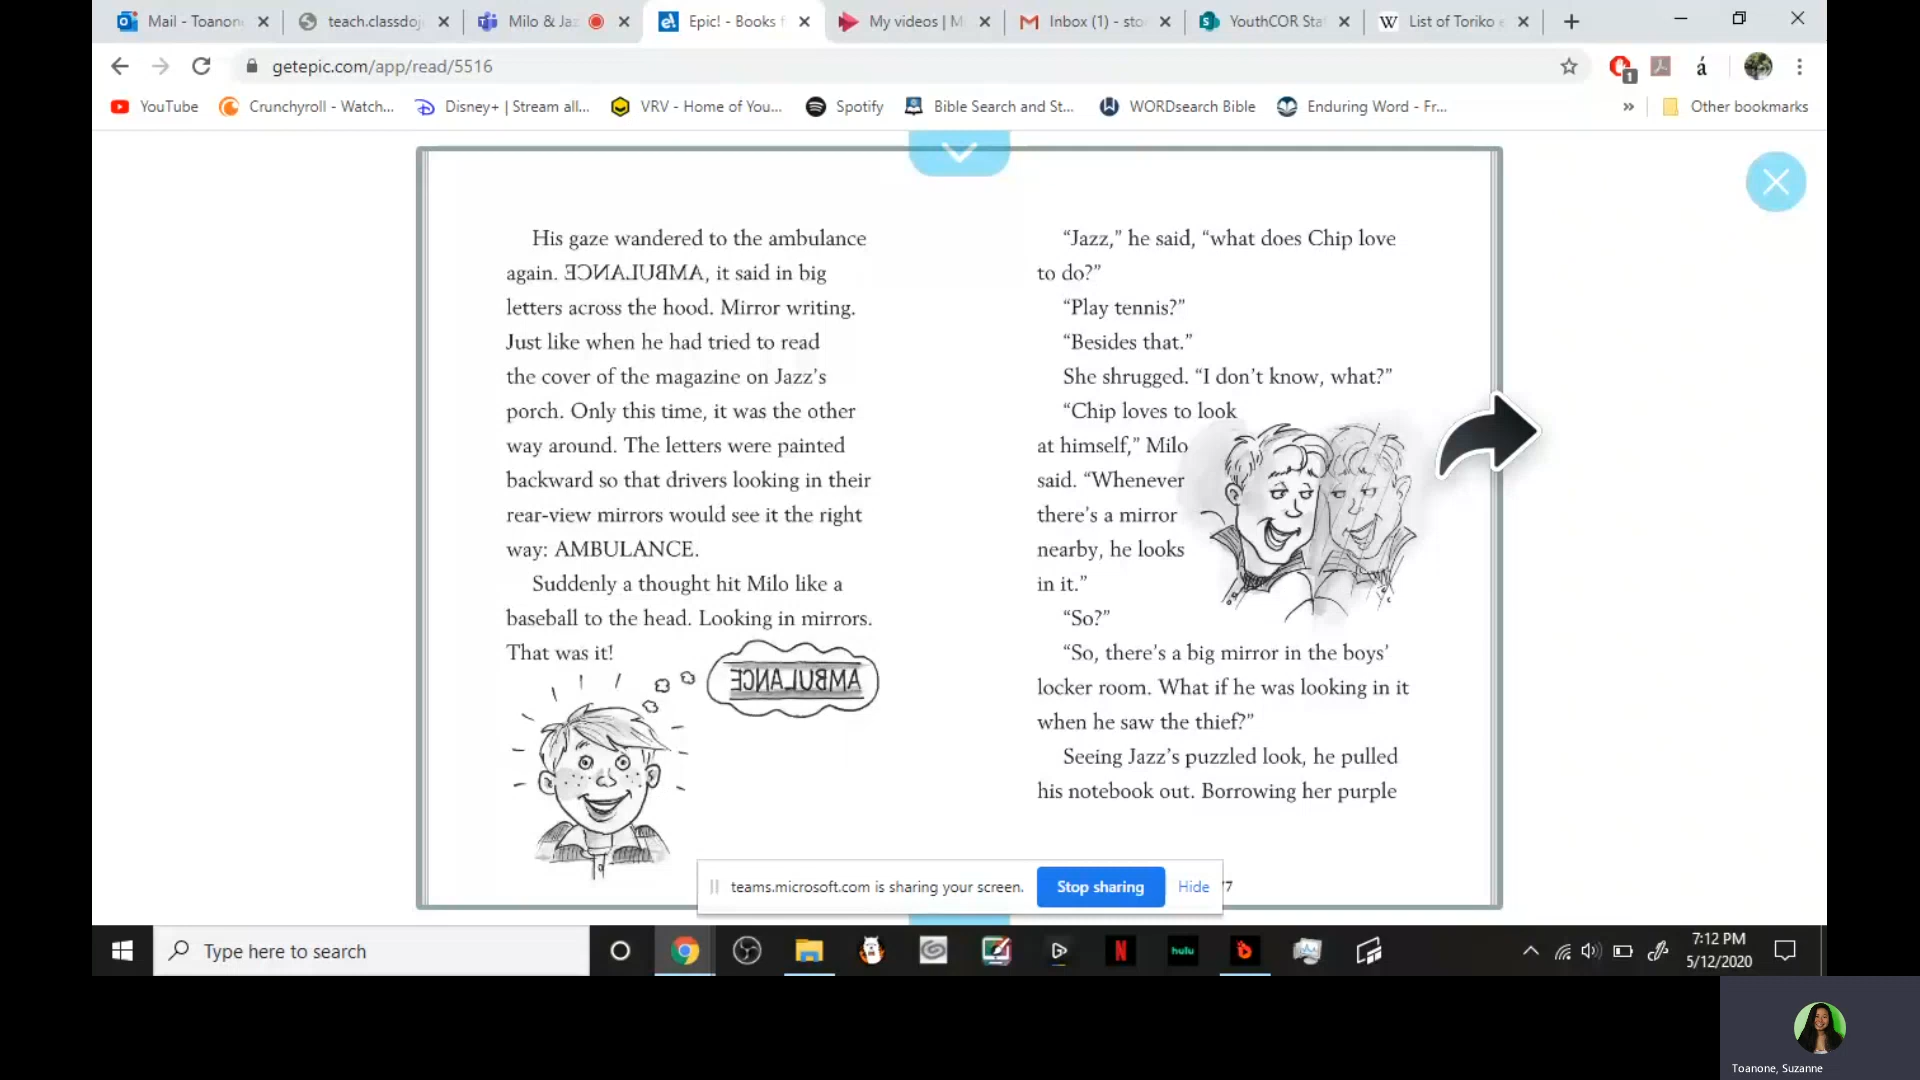 Mail - Toanon
teach.classdoj
Milo & Jaz
Epic! - Books f
My videos | M
Inbox (1) - sto
YouthCOR Sta
List of Toriko e
getepic.com/app/read/5516
1
YouTube
Crunchyroll - Watch...
Disney+ | Stream all...
VRV - Home of You...
Spotify
Bible Search and St...
WORDsearch Bible
Enduring Word - Fr...
»
Other bookmarks
His gaze wandered to the ambulance
again. AMBULANCE, it said in big
letters across the hood. Mirror writing.
Just like when he had tried to read
the cover of the magazine on Jazz’s
porch. Only this time, it was the other
way around. The letters were painted
backward so that drivers looking in their
rear-view mirrors would see it the right
way: AMBULANCE.
Suddenly a thought hit Milo like a
baseball to the head. Looking in mirrors.
That was it!
AMBULANCE
“Jazz,” he said, “what does Chip love
to do?”
“Play tennis?”
“Besides that.”
She shrugged. “I don’t know, what?”
“Chip loves to look
at himself,” Milo
said. “Whenever
there’s a mirror
nearby, he looks
in it.”
“So?”
“So, there’s a big mirror in the boys’
locker room. What if he was looking in it
when he saw the thief?”
Seeing Jazz’s puzzled look, he pulled
his notebook out. Borrowing her purple
teams.microsoft.com is sharing your screen.
Stop sharing
Hide
7
Type here to search
hulu
7:12 PM
5/12/2020
Toanone, Suzanne